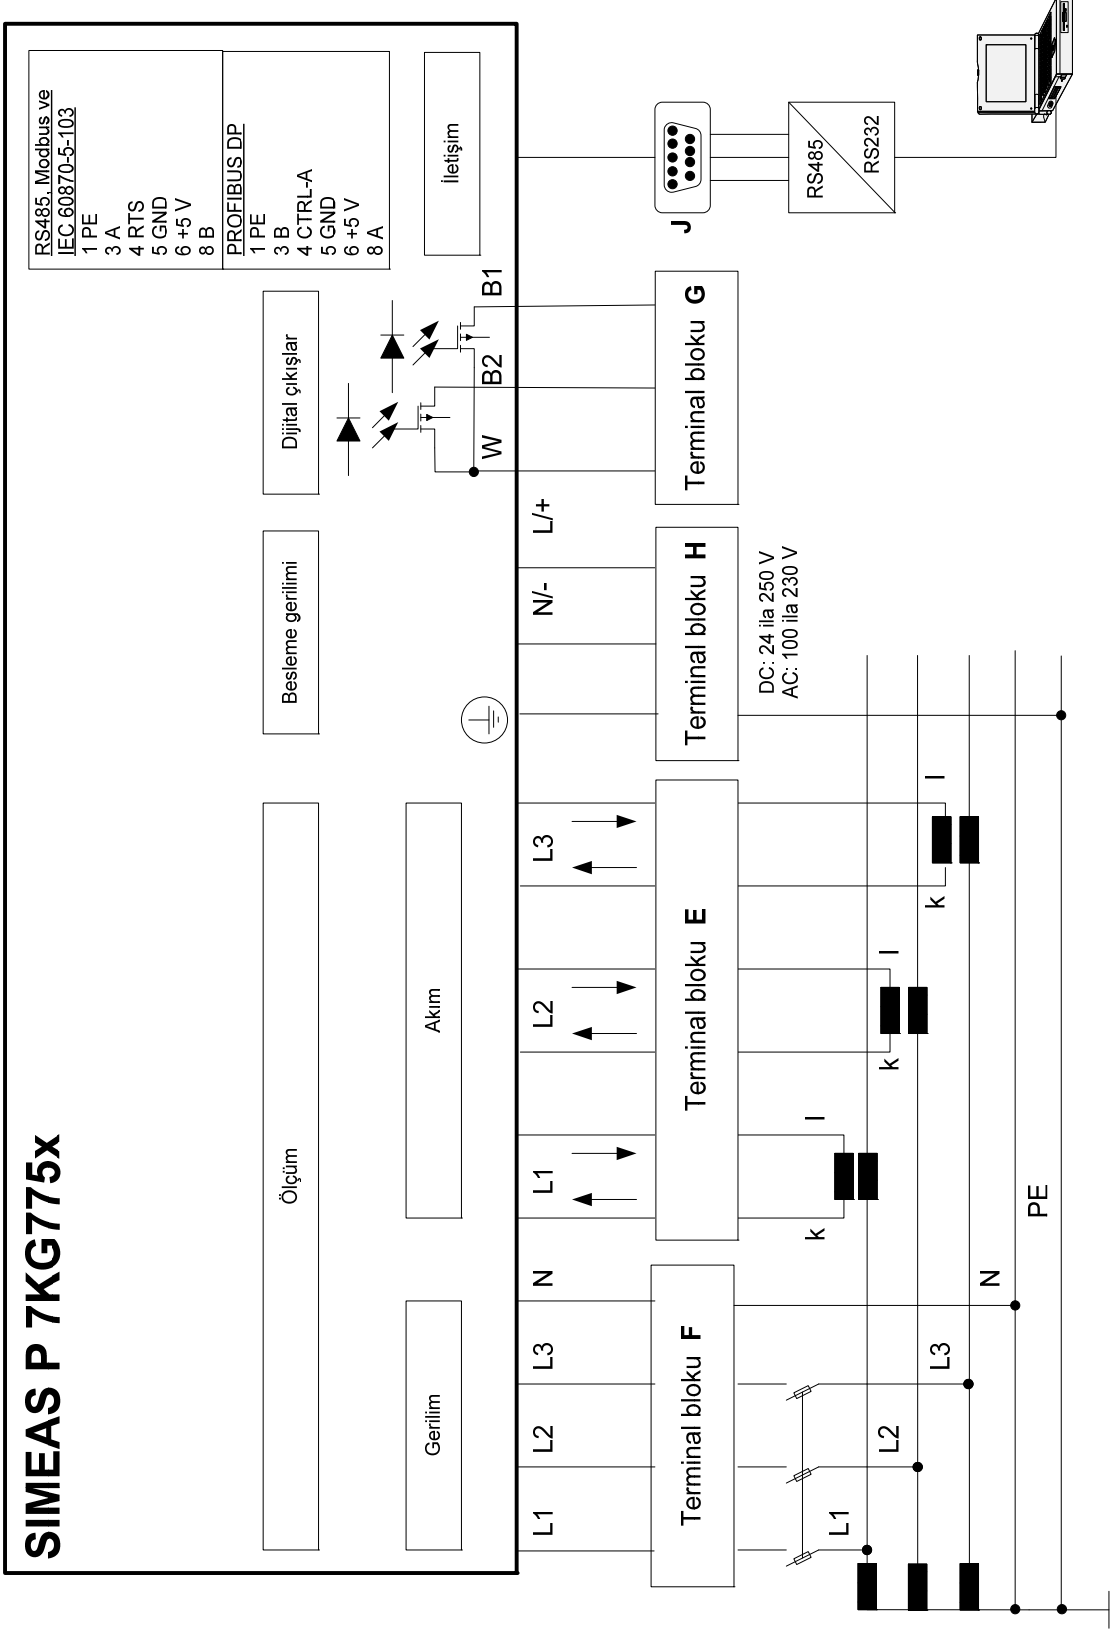 SIMEAS P 7KG775x
RS485, Modbus ve
IEC 60870-5-103
1 PE
3 A
4 RTS
5 GND
6 +5 V
8 B
PROFIBUS DP
1 PE
3 B
4 CTRL-A
5 GND
6 +5 V
8 A
Ölçüm
Besleme gerilimi
Dijital çıkışlar
Gerilim
Akım
İletişim
L1
L2
L3
N
L1
L2
L3
N/-
L/+
W
B2
B1
Terminal bloku F
Terminal bloku E
Terminal bloku H
Terminal bloku G
J
DC: 24 ila 250 V
AC: 100 ila 230 V
RS485
RS232
k
l
k
l
k
l
L1
L2
L3
N
PE